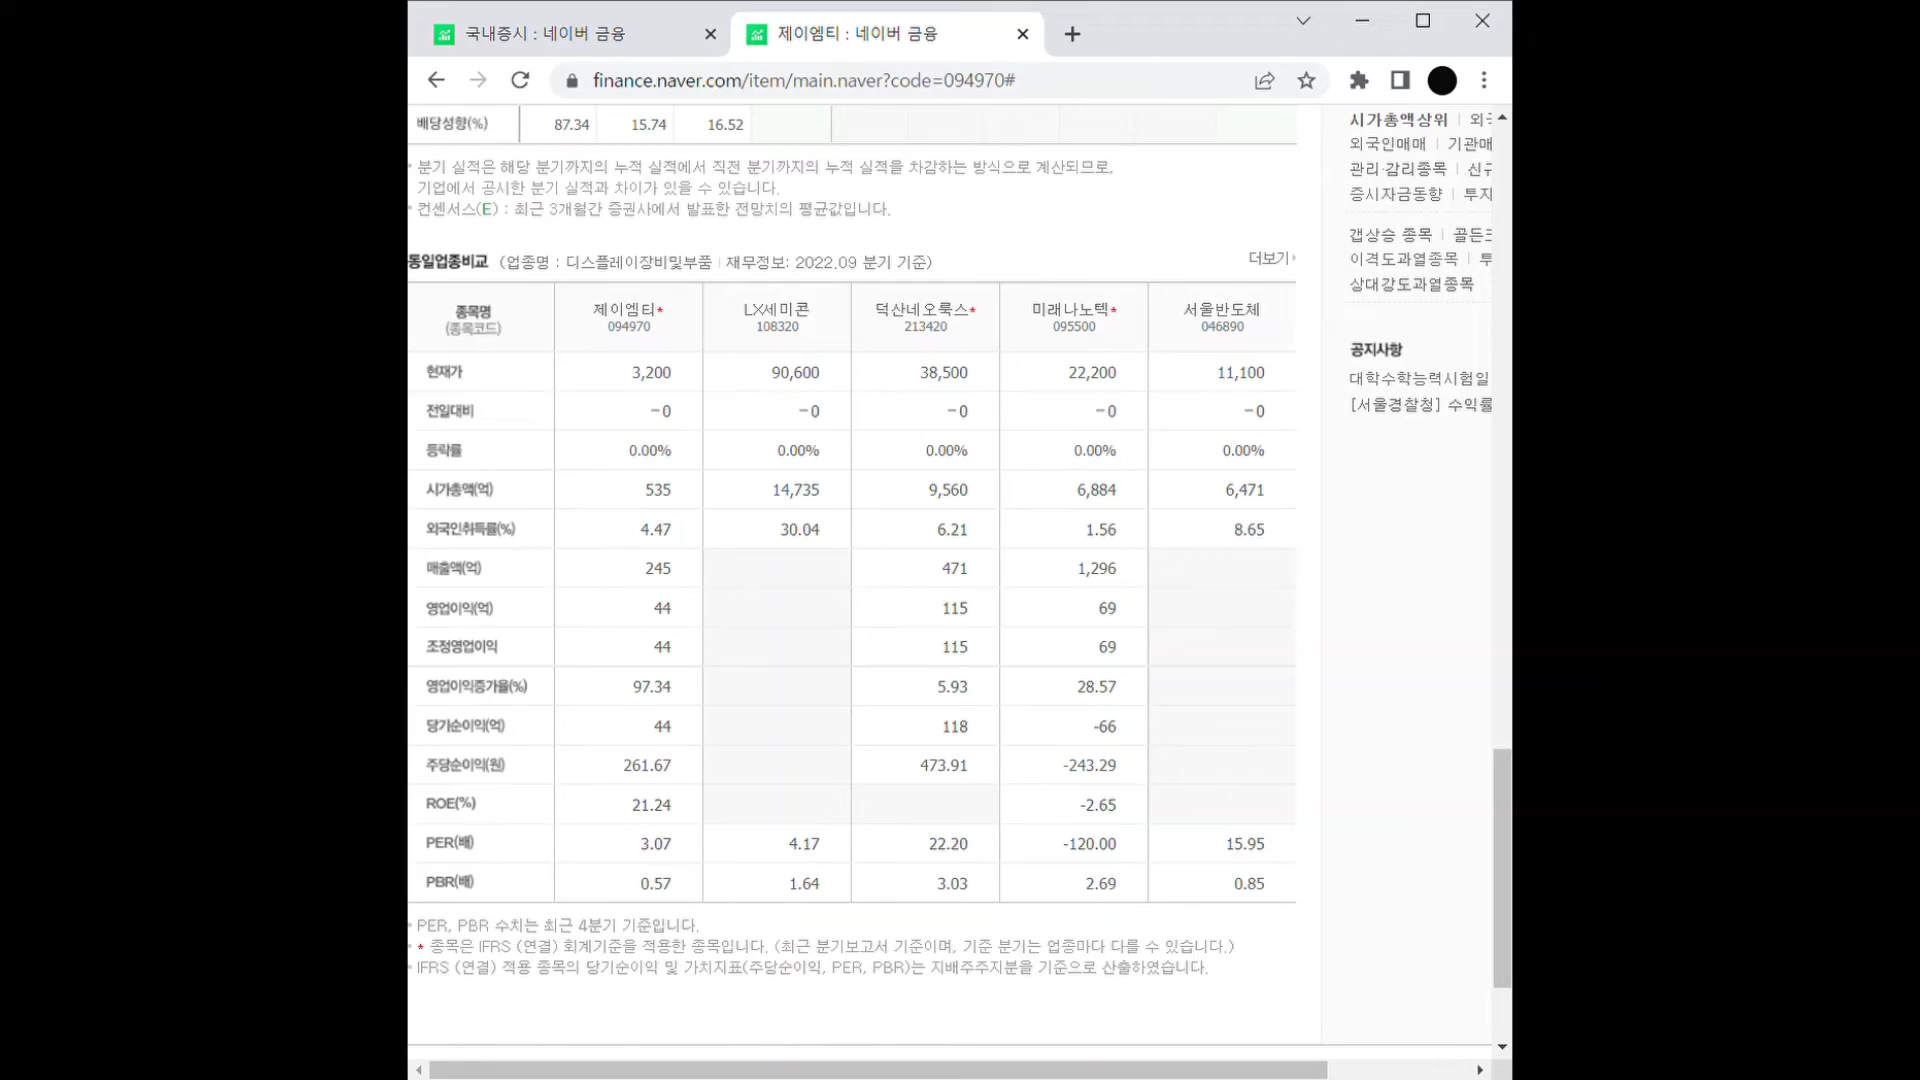 국내증시 : 네이버 금융
제이엠티 : 네이버 금융
finance.naver.com/item/main.naver?code=094970#
배당성향(%) 87.34 15.74 16.52
분기 실적은 해당 분기까지의 누적 실적에서 직전 분기까지의 누적 실적을 차감하는 방식으로 계산되므로,
기업에서 공시한 분기 실적과 차이가 있을 수 있습니다.
컨센서스(E) : 최근 3개월간 증권사에서 발표한 전망치의 평균값입니다.
동일업종비교 (업종명 : 디스플레이장비및부품 | 재무정보: 2022.09 분기 기준) 더보기
종목명 제이엠티* LX세미콘 덕산네오룩스* 미래나노텍* 서울반도체
(종목코드) 094970 108320 213420 095500 046890
현재가 3,200 90,600 38,500 22,200 11,100
전일대비 -0 -0 -0 -0 -0
등락률 0.00% 0.00% 0.00% 0.00% 0.00%
시가총액(억) 535 14,735 9,560 6,884 6,471
외국인취득률(%) 4.47 30.04 6.21 1.56 8.65
매출액(억) 245 471 1,296
영업이익(억) 44 115 69
조정영업이익 44 115 69
영업이익증가율(%) 97.34 5.93 28.57
당기순이익(억) 44 118 -66
주당순이익(원) 261.67 473.91 -243.29
ROE(%) 21.24 -2.65
PER(배) 3.07 4.17 22.20 -120.00 15.95
PBR(배) 0.57 1.64 3.03 2.69 0.85
PER, PBR 수치는 최근 4분기 기준입니다.
* 종목은 IFRS (연결) 회계기준을 적용한 종목입니다. (최근 분기보고서 기준이며, 기준 분기는 업종마다 다를 수 있습니다.)
IFRS (연결) 적용 종목의 당기순이익 및 가치지표(주당순이익, PER, PBR)는 지배주주지분을 기준으로 산출하였습니다.
시가총액상위 | 외국
외국인매매 | 기관매
관리·감리종목 | 신규
증시자금동향 | 투자
갭상승 종목 | 골든
이격도과열종목 | 투
상대강도과열종목
공지사항
대학수학능력시험일
[서울경찰청] 수익률